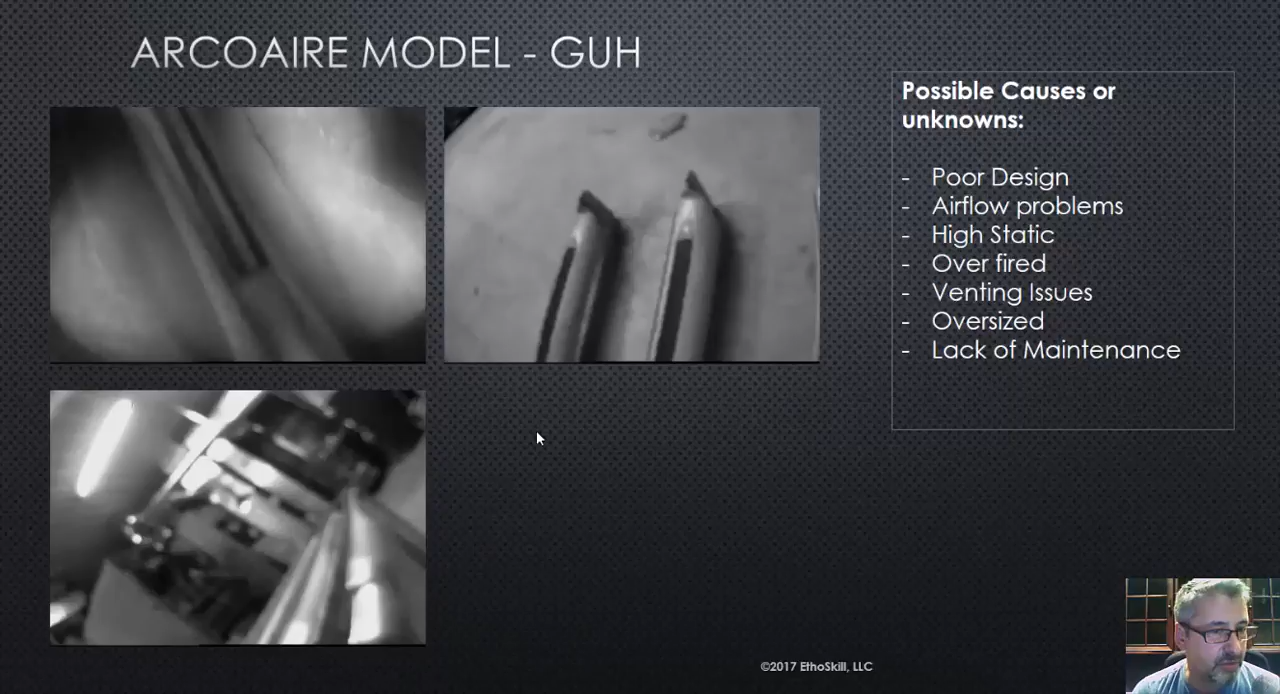 ARCOAIRE MODEL - GUH
Possible Causes or
unknowns:
- Poor Design
- Airflow problems
- High Static
- Over fired
- Venting Issues
- Oversized
- Lack of Maintenance
©2017 EthoSkill, LLC